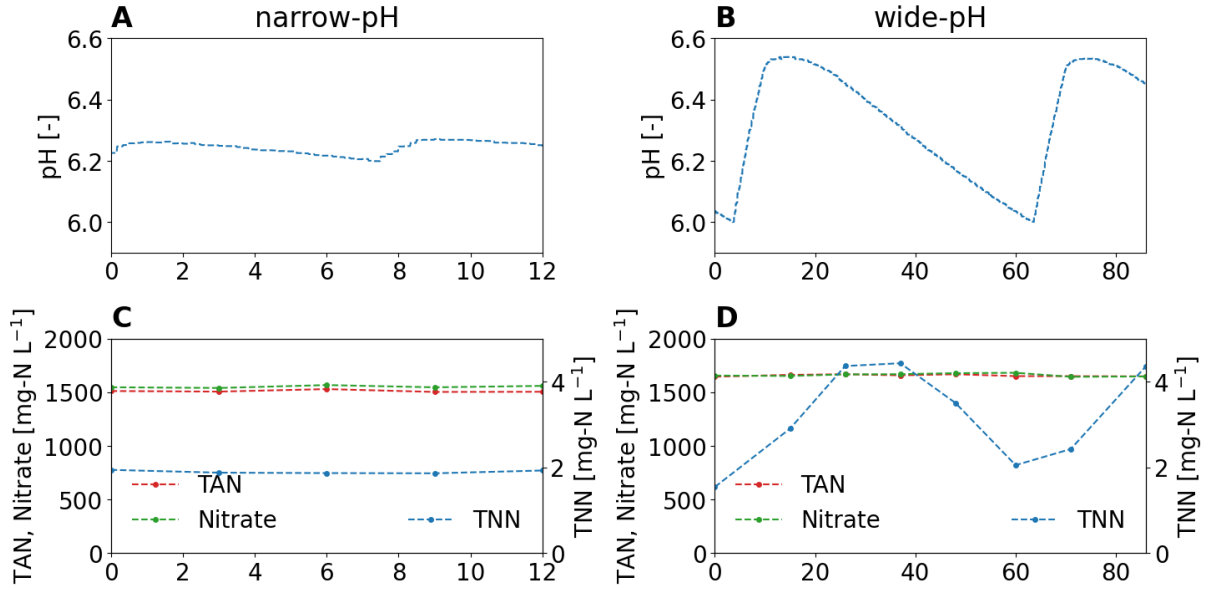 A narrow-pH
B wide-pH
pH [-]
6.6
6.4
6.2
6.0
0 2 4 6 8 10 12
pH [-]
6.6
6.4
6.2
6.0
0 20 40 60 80
C
TAN, Nitrate [mg-N L⁻¹]
2000
1500
1000
500
0
TAN
Nitrate
TNN
4
2
0
TNN [mg-N L⁻¹]
0 2 4 6 8 10 12
D
TAN, Nitrate [mg-N L⁻¹]
2000
1500
1000
500
0
TAN
Nitrate
TNN
4
2
0
TNN [mg-N L⁻¹]
0 20 40 60 80